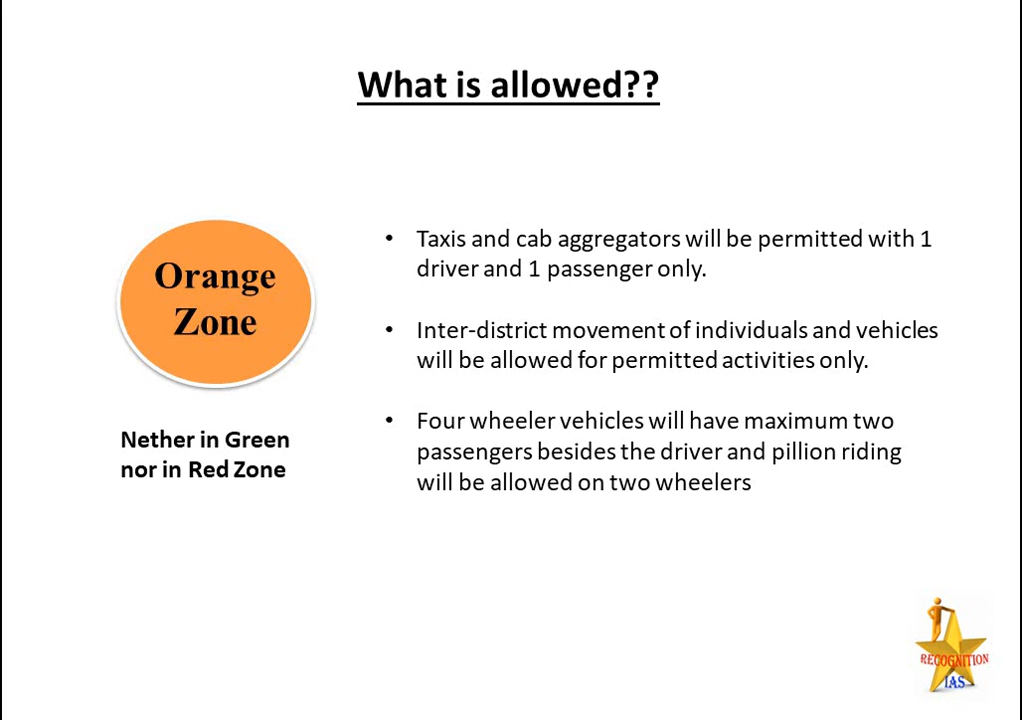 What is allowed??
Orange
Zone
Nether in Green
nor in Red Zone
• Taxis and cab aggregators will be permitted with 1
driver and 1 passenger only.
• Inter-district movement of individuals and vehicles
will be allowed for permitted activities only.
• Four wheeler vehicles will have maximum two
passengers besides the driver and pillion riding
will be allowed on two wheelers
RECOGNITION
IAS